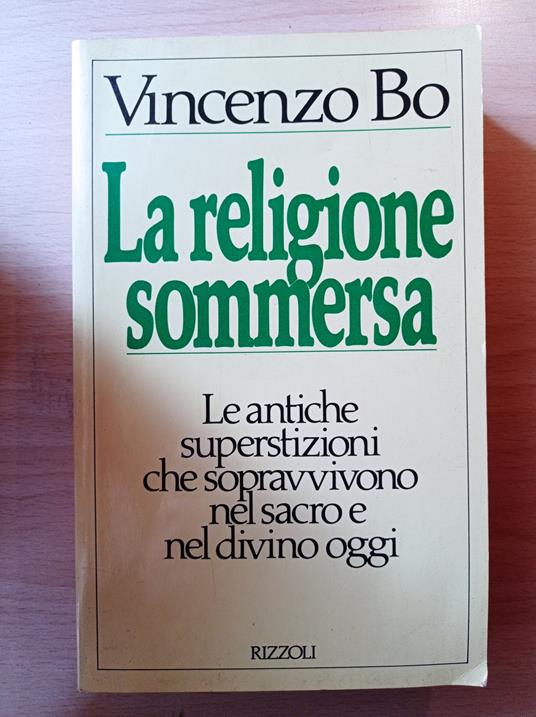 Vincenzo Bo
La religione
sommersa
Le antiche
superstizioni
che sopravvivono
nel sacro e
nel divino oggi
RIZZOLI